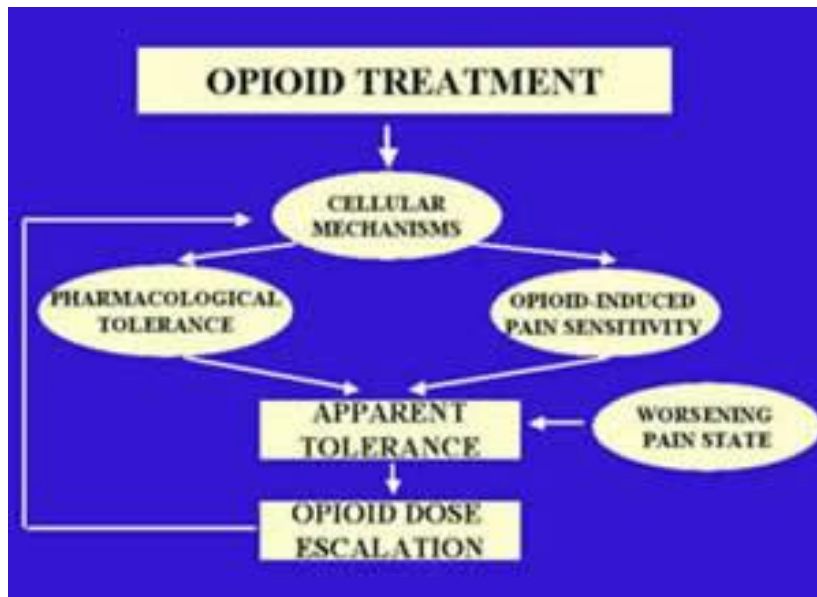 OPIOID TREATMENT
CELLULAR
MECHANISMS
PHARMACOLOGICAL
TOLERANCE
OPIOID-INDUCED
PAIN SENSITIVITY
APPARENT
TOLERANCE
WORSENING
PAIN STATE
OPIOID DOSE
ESCALATION